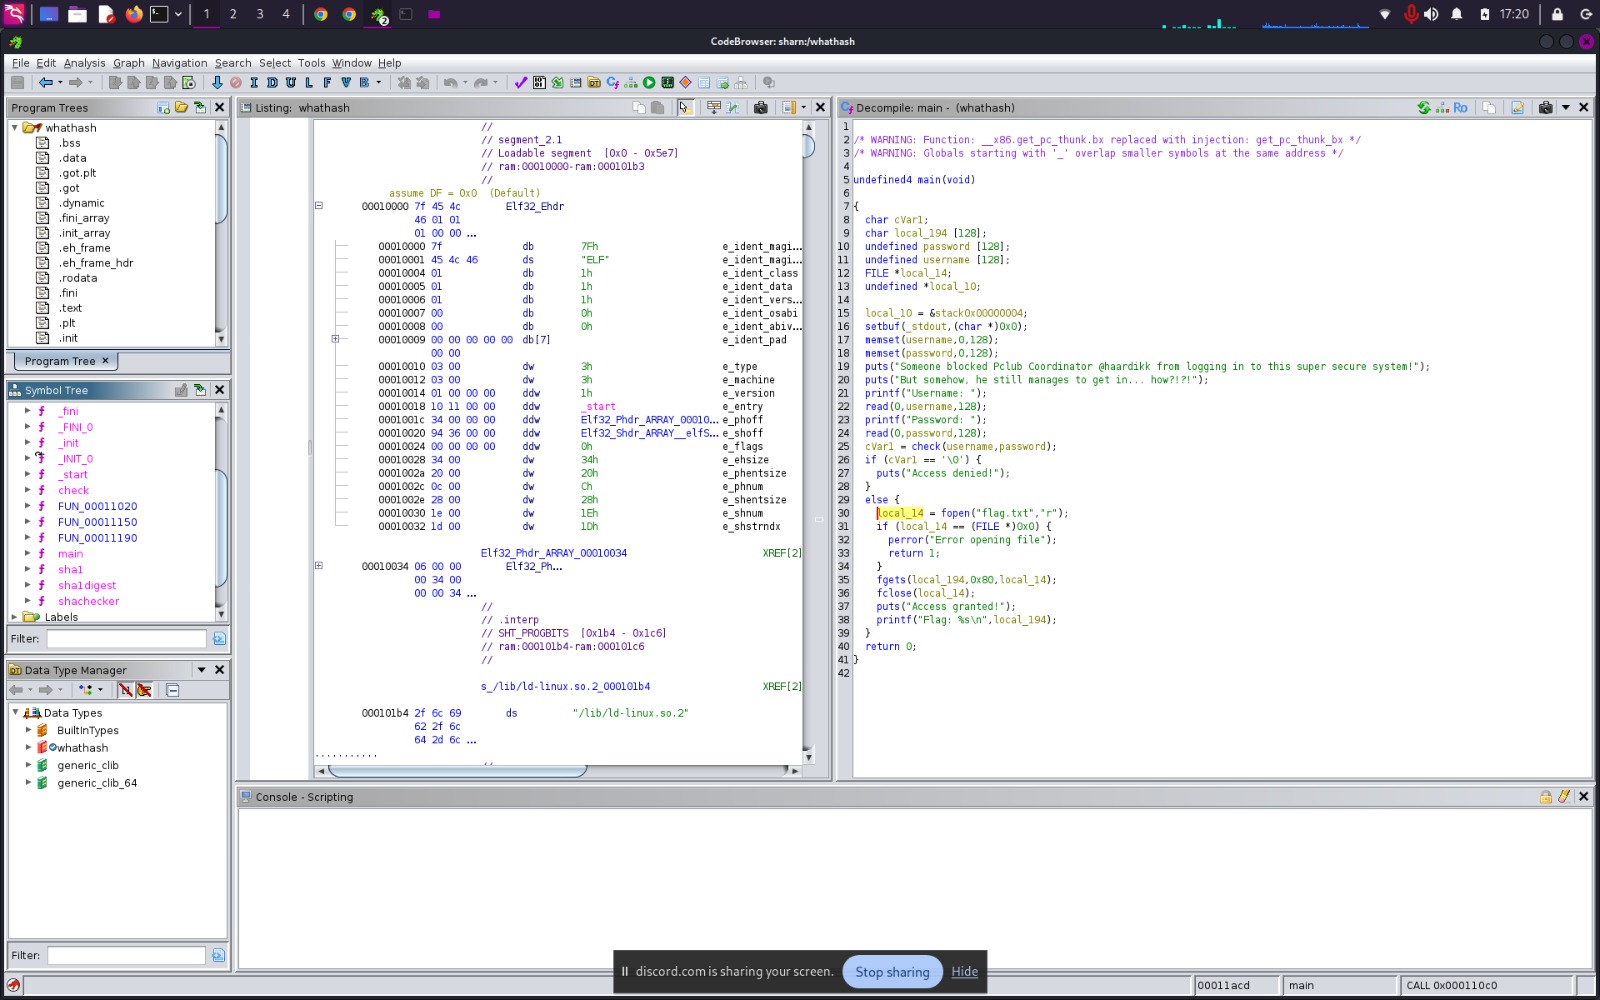 1 2 3 4 2 17:20
CodeBrowser: sharn:/whathash
File Edit Analysis Graph Navigation Search Select Tools Window Help
I D U L F V B
Program Trees
whathash
.bss
.data
.got.plt
.got
.dynamic
.fini_array
.init_array
.eh_frame
.eh_frame_hdr
.rodata
.fini
.text
.plt
.init
Program Tree ×
Symbol Tree
_fini
_FINI_0
_init
_INIT_0
_start
check
FUN_00011020
FUN_00011150
FUN_00011190
main
sha1
sha1digest
shachecker
Labels
Filter:
Data Type Manager
Data Types
BuiltInTypes
whathash
generic_clib
generic_clib_64
Filter:
Listing: whathash
//
// segment_2.1
// Loadable segment [0x0 - 0x5e7]
// ram:00010000-ram:000101b3
//
assume DF = 0x0 (Default)
00010000 7f 45 4c Elf32_Ehdr
46 01 01
01 00 00 ...
00010000 7f db 7Fh e_ident_magi...
00010001 45 4c 46 ds "ELF" e_ident_magi...
00010004 01 db 1h e_ident_class
00010005 01 db 1h e_ident_data
00010006 01 db 1h e_ident_vers...
00010007 00 db 0h e_ident_osabi
00010008 00 db 0h e_ident_abiv...
00010009 00 00 00 00 00 db[7] e_ident_pad
00 00
00010010 03 00 dw 3h e_type
00010012 03 00 dw 3h e_machine
00010014 01 00 00 00 ddw 1h e_version
00010018 10 11 00 00 ddw _start e_entry
0001001c 34 00 00 00 ddw Elf32_Phdr_ARRAY_00010... e_phoff
00010020 94 36 00 00 ddw Elf32_Shdr_ARRAY__elfS... e_shoff
00010024 00 00 00 00 ddw 0h e_flags
00010028 34 00 dw 34h e_ehsize
0001002a 20 00 dw 20h e_phentsize
0001002c 0c 00 dw Ch e_phnum
0001002e 28 00 dw 28h e_shentsize
00010030 1e 00 dw 1Eh e_shnum
00010032 1d 00 dw 1Dh e_shstrndx
Elf32_Phdr_ARRAY_00010034 XREF[2]
00010034 06 00 00 Elf32_Ph...
00 34 00
00 00 34 ...
//
// .interp
// SHT_PROGBITS [0x1b4 - 0x1c6]
// ram:000101b4-ram:000101c6
//
s_/lib/ld-linux.so.2_000101b4 XREF[2]
000101b4 2f 6c 69 ds "/lib/ld-linux.so.2"
62 2f 6c
64 2d 6c ...
...........
//
Decompile: main - (whathash)
Ro
1
2 /* WARNING: Function: __x86.get_pc_thunk.bx replaced with injection: get_pc_thunk_bx */
3 /* WARNING: Globals starting with '_' overlap smaller symbols at the same address */
4
5 undefined4 main(void)
6
7 {
8 char cVar1;
9 char local_194 [128];
10 undefined password [128];
11 undefined username [128];
12 FILE *local_14;
13 undefined *local_10;
14
15 local_10 = &stack0x00000004;
16 setbuf(_stdout,(char *)0x0);
17 memset(username,0,128);
18 memset(password,0,128);
19 puts("Someone blocked Pclub Coordinator @haardikk from logging in to this super secure system!");
20 puts("But somehow, he still manages to get in... how?!?!");
21 printf("Username: ");
22 read(0,username,128);
23 printf("Password: ");
24 read(0,password,128);
25 cVar1 = check(username,password);
26 if (cVar1 == '\0') {
27 puts("Access denied!");
28 }
29 else {
30 local_14 = fopen("flag.txt","r");
31 if (local_14 == (FILE *)0x0) {
32 perror("Error opening file");
33 return 1;
34 }
35 fgets(local_194,0x80,local_14);
36 fclose(local_14);
37 puts("Access granted!");
38 printf("Flag: %s\n",local_194);
39 }
40 return 0;
41 }
42
Console - Scripting
discord.com is sharing your screen. Stop sharing Hide
00011acd main CALL 0x000110c0